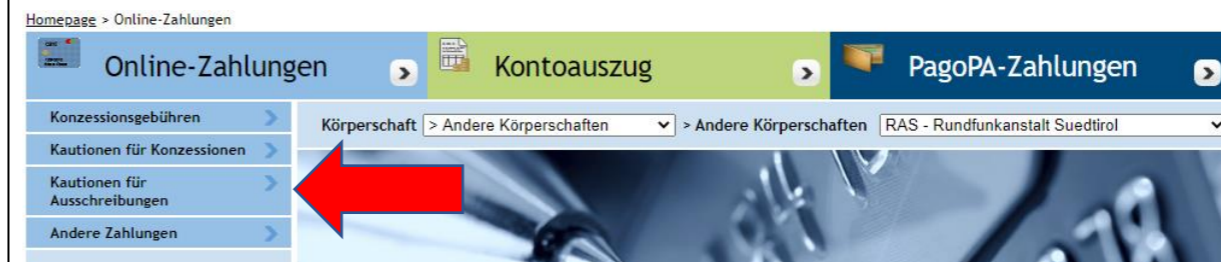 Homepage > Online-Zahlungen
Online-Zahlungen
Kontoauszug
PagoPA-Zahlungen
Konzessionsgebühren
Kautionen für Konzessionen
Kautionen für
Ausschreibungen
Andere Zahlungen
Körperschaft > Andere Körperschaften > Andere Körperschaften RAS - Rundfunkanstalt Suedtirol